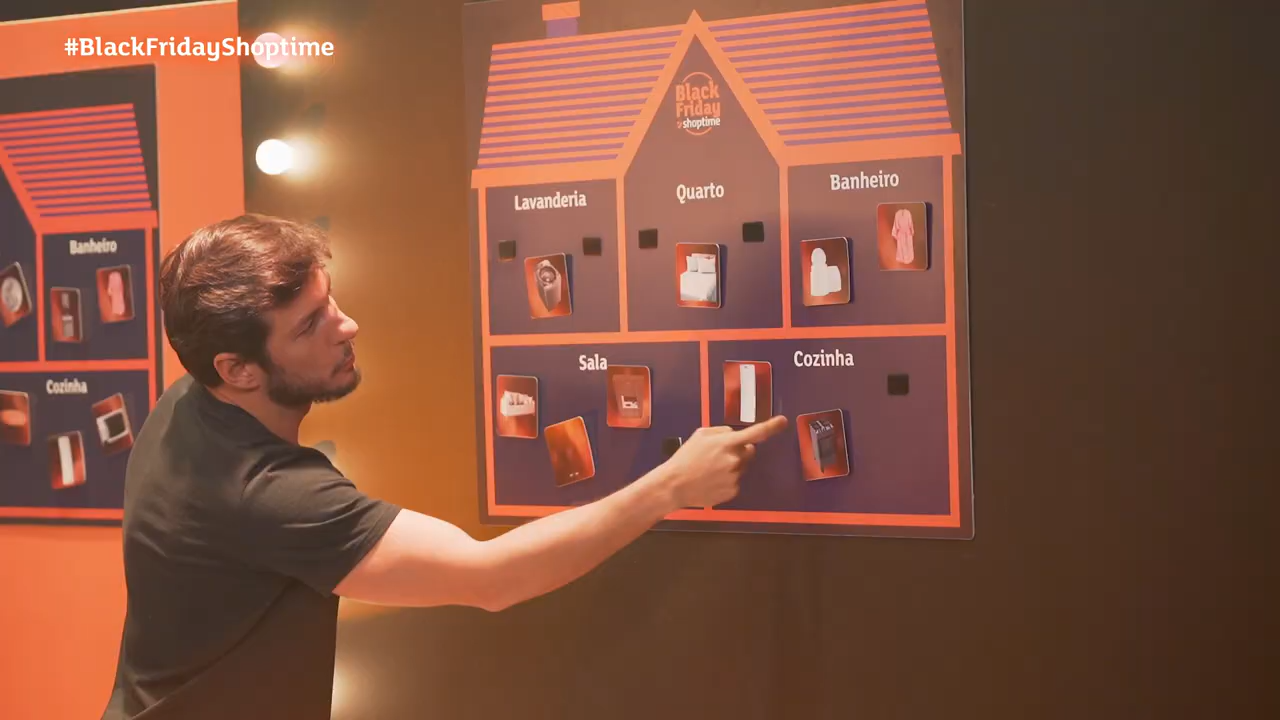 #BlackFridayShoptime
Black
Friday
shoptime
Lavanderia
Quarto
Banheiro
Sala
Cozinha
Banheiro
Cozinha